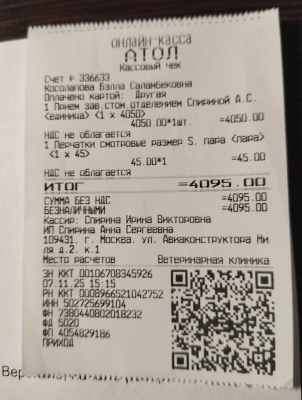 ОНЛАЙН-КАССА
АТОЛ
Кассовый чек
Счет № 336633
Косолапова Бэлла Саламбековна
Оплачено картой: Другая
1 Прием зав.стом.отделением Спириной А.С.
<единица> <1 x 4050>
4050.00*1шт. =4050.00
НДС не облагается
1 Перчатки смотровые размер S. пара <пара>
<1 x 45>
45.00*1 =45.00
НДС не облагается
ИТОГ =4095.00
СУММА БЕЗ НДС =4095.00
БЕЗНАЛИЧНЫМИ =4095.00
Кассир: Спирина Ирина Викторовна
ИП Спирина Анна Сергеевна
109431, г. Москва, ул. Авиаконструктора Ми
ля д.2, к.1
Место расчетов Ветеринарная клиника
ЗН ККТ 00106708345926
07.11.25 15:15
РН ККТ 0008966521042752
ИНН 502725699104
ФН 7380440802018232
ФД 5020
ФП 4054829186
ПРИХОД